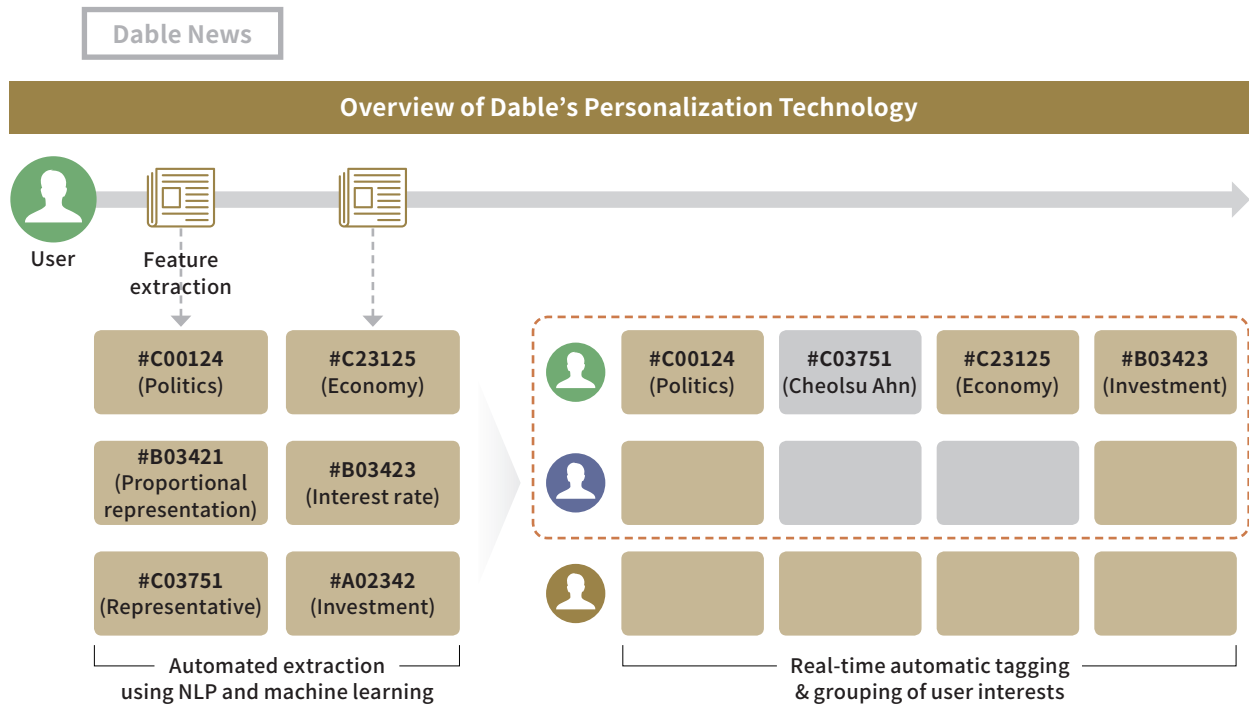 Dable News
Overview of Dable’s Personalization Technology
User
Feature
extraction
#C00124
(Politics)
#C23125
(Economy)
#B03421
(Proportional
representation)
#B03423
(Interest rate)
#C03751
(Representative)
#A02342
(Investment)
Automated extraction
using NLP and machine learning
#C00124
(Politics)
#C03751
(Cheolsu Ahn)
#C23125
(Economy)
#B03423
(Investment)
Real-time automatic tagging
& grouping of user interests